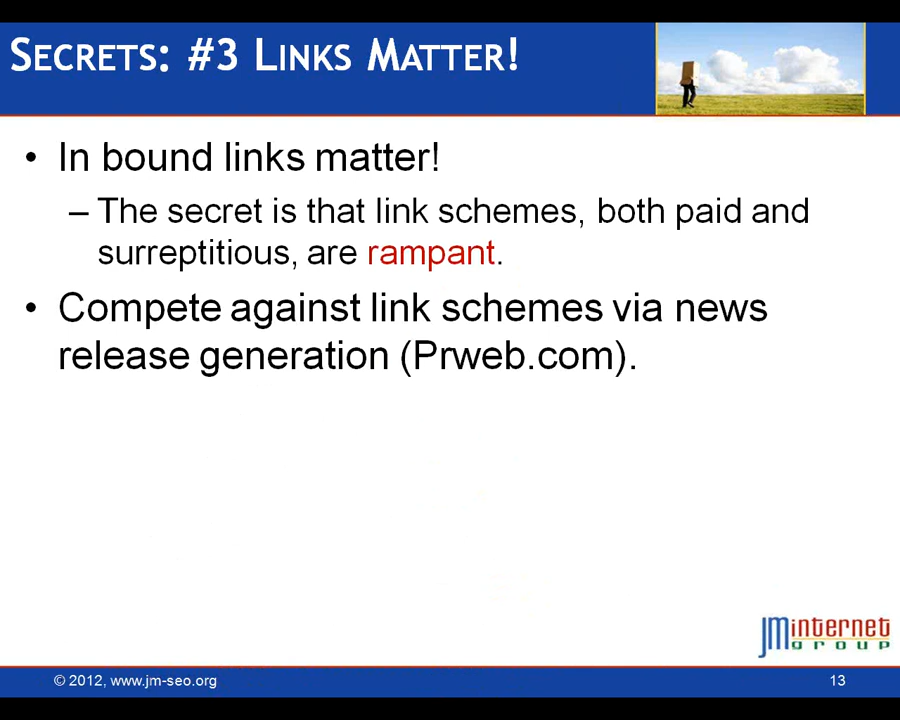 SECRETS: #3 LINKS MATTER!
• In bound links matter!
– The secret is that link schemes, both paid and
surreptitious, are rampant.
• Compete against link schemes via news
release generation (Prweb.com).
JMinternet
group
© 2012, www.jm-seo.org
13